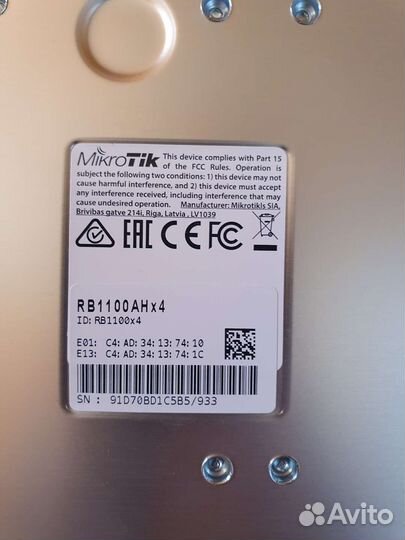 MikroTik This device complies with Part 15
of the FCC Rules. Operation is
subject the following two conditions: 1) this device may not
cause harmful interference, and 2) this device must accept
any interference received, including interference that may
cause undesired operation. Manufacturer: Mikrotikls SIA,
Brivibas gatve 214i, Riga, Latvia , LV1039
EAC CE FC
RB1100AHx4
ID: RB1100x4
E01: C4: AD: 34: 13: 74: 10
E13: C4: AD: 34: 13: 74: 1C
SN : 91D70BD1C5B5/933
Avito